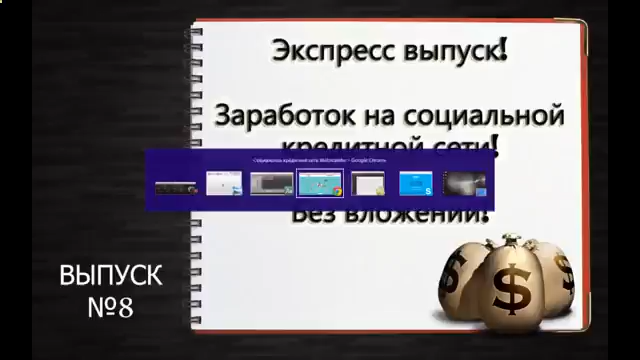 Экспресс выпуск!
Заработок на социальной
кредитной сети!
Без вложений!
ВЫПУСК
№8
$
$
$